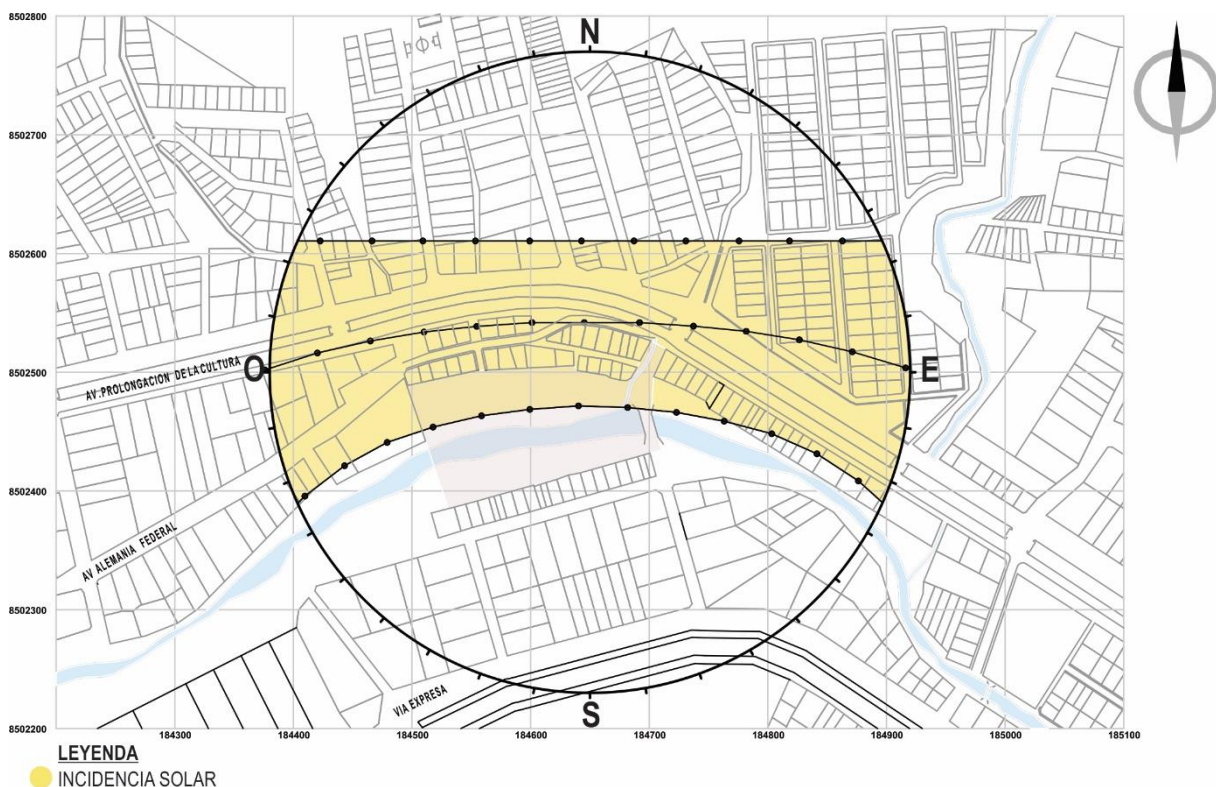 8502800
N
8502700
8502600
AV. PROLONGACION DE LA CULTURA
O
E
8502500
8502400
AV ALEMANIA FEDERAL
8502300
VIA EXPRESA
S
8502200
184300
184400
184500
184600
184700
184800
184900
185000
185100
LEYENDA
INCIDENCIA SOLAR